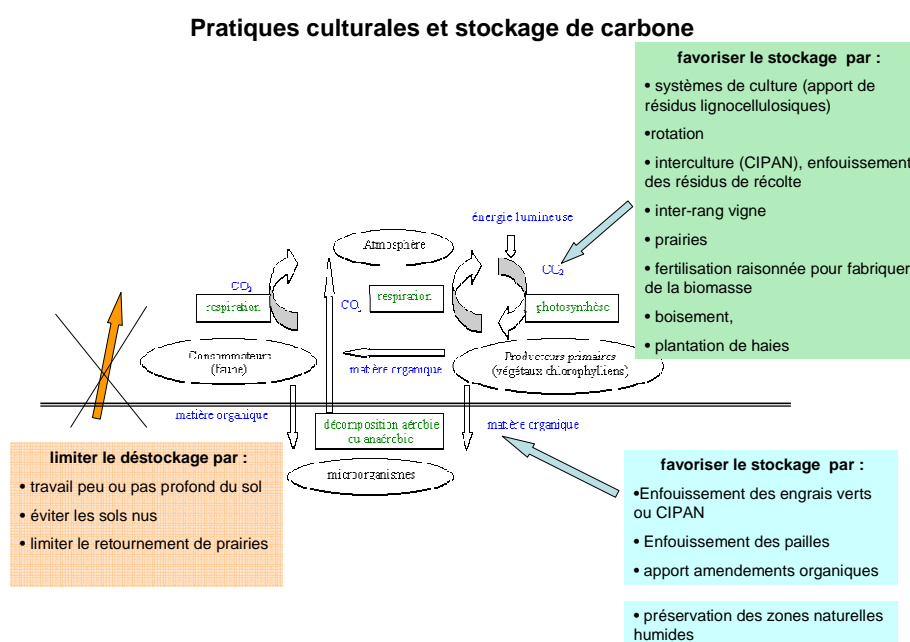 Pratiques culturales et stockage de carbone
favoriser le stockage par :
• systèmes de culture (apport de
résidus lignocellulosiques)
•rotation
• interculture (CIPAN), enfouissement
des résidus de récolte
• inter-rang vigne
• prairies
• fertilisation raisonnée pour fabriquer
de la biomasse
• boisement,
• plantation de haies
énergie lumineuse
Atmosphère
CO2
CO2
respiration
CO2
respiration
photosynthèse
Consommateurs
(faune)
matière organique
Producteurs primaires
(végétaux chlorophylliens)
matière organique
décomposition aérobie
ou anaérobie
matière organique
microorganismes
limiter le déstockage par :
• travail peu ou pas profond du sol
• éviter les sols nus
• limiter le retournement de prairies
favoriser le stockage par :
•Enfouissement des engrais verts
ou CIPAN
• Enfouissement des pailles
• apport amendements organiques
• préservation des zones naturelles
humides